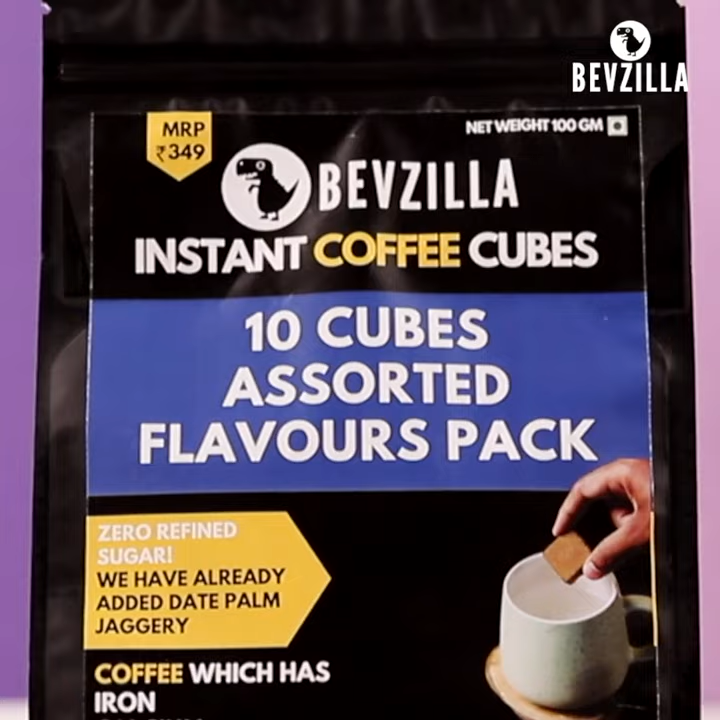 BEVZILLA
MRP
₹349
NET WEIGHT 100 GM
BEVZILLA
INSTANT COFFEE CUBES
10 CUBES
ASSORTED
FLAVOURS PACK
ZERO REFINED
SUGAR!
WE HAVE ALREADY
ADDED DATE PALM
JAGGERY
COFFEE WHICH HAS
IRON